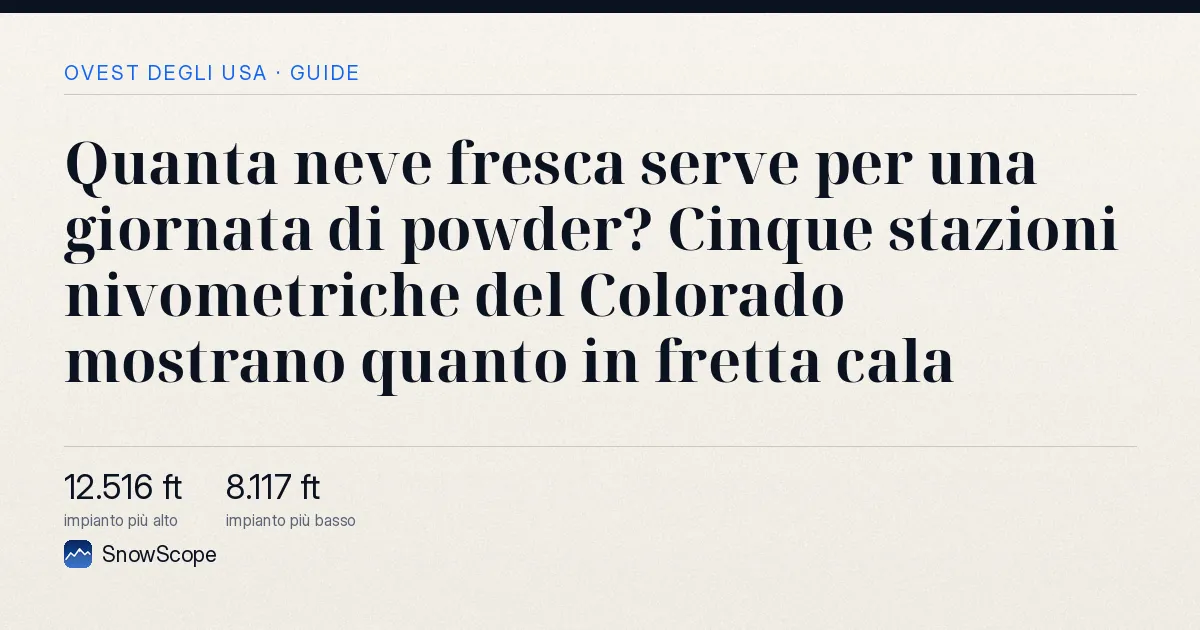 OVEST DEGLI USA · GUIDE
Quanta neve fresca serve per una
giornata di powder? Cinque stazioni
nivometriche del Colorado
mostrano quanto in fretta cala
12.516 ft 8.117 ft
impianto più alto impianto più basso
SnowScope